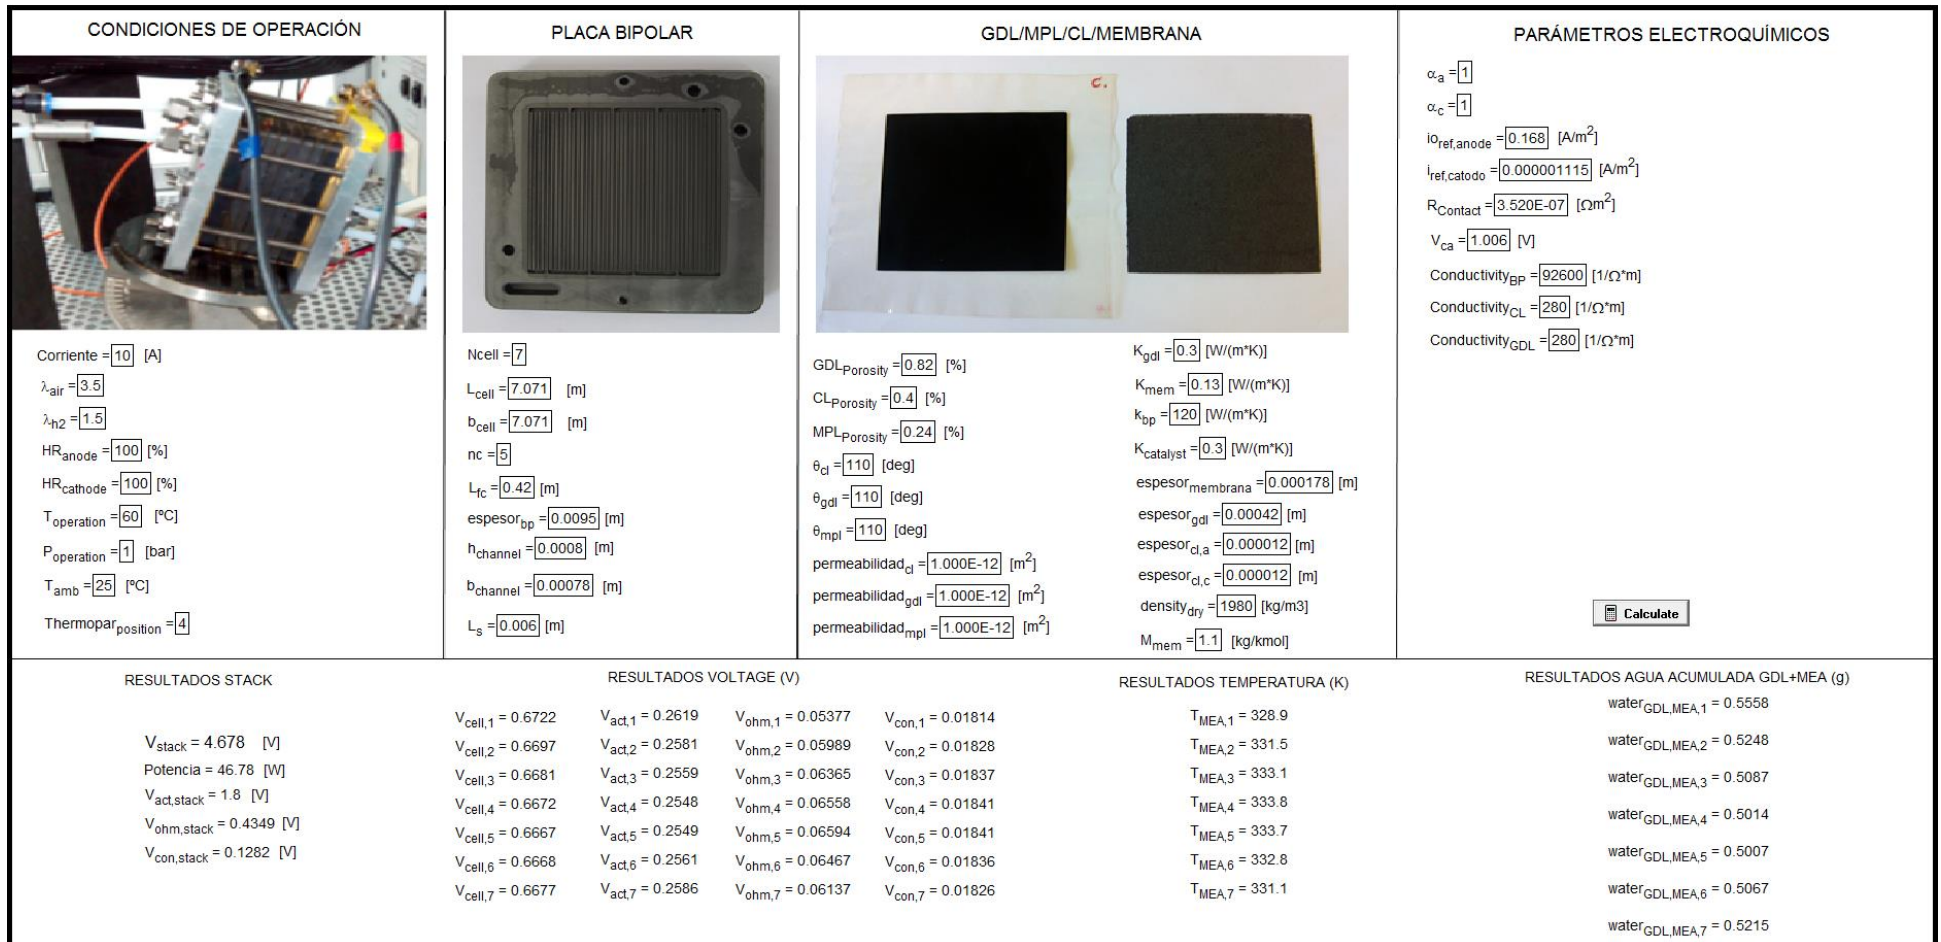 CONDICIONES DE OPERACIÓN
Corriente = 10 [A]
λair = 3.5
λh2 = 1.5
HRanode = 100 [%]
HRcathode = 100 [%]
Toperation = 60 [ºC]
Poperation = 1 [bar]
Tamb = 25 [ºC]
Thermoparposition = 4
PLACA BIPOLAR
Ncell = 7
Lcell = 7.071 [m]
bcell = 7.071 [m]
nc = 5
Lfc = 0.42 [m]
espesorbp = 0.0095 [m]
hchannel = 0.0008 [m]
bchannel = 0.00078 [m]
Ls = 0.006 [m]
GDL/MPL/CL/MEMBRANA
C.
GDLPorosity = 0.82 [%]
CLPorosity = 0.4 [%]
MPLPorosity = 0.24 [%]
θcl = 110 [deg]
θgdl = 110 [deg]
θmpl = 110 [deg]
permeabilidadcl = 1.000E-12 [m2]
permeabilidadgdl = 1.000E-12 [m2]
permeabilidadmpl = 1.000E-12 [m2]
Kgdl = 0.3 [W/(m*K)]
Kmem = 0.13 [W/(m*K)]
kbp = 120 [W/(m*K)]
Kcatalyst = 0.3 [W/(m*K)]
espesormembrana = 0.000178 [m]
espesorgdl = 0.00042 [m]
espesorcl,a = 0.000012 [m]
espesorcl,c = 0.000012 [m]
densitydry = 1980 [kg/m3]
Mmem = 1.1 [kg/kmol]
PARÁMETROS ELECTROQUÍMICOS
αa = 1
αc = 1
ioref,anode = 0.168 [A/m2]
iref,catodo = 0.000001115 [A/m2]
RContact = 3.520E-07 [Ωm2]
Vca = 1.006 [V]
ConductivityBP = 92600 [1/Ω*m]
ConductivityCL = 280 [1/Ω*m]
ConductivityGDL = 280 [1/Ω*m]
Calculate
RESULTADOS STACK
Vstack = 4.678 [V]
Potencia = 46.78 [W]
Vact,stack = 1.8 [V]
Vohm,stack = 0.4349 [V]
Vcon,stack = 0.1282 [V]
RESULTADOS VOLTAGE (V)
Vcell,1 = 0.6722 Vact,1 = 0.2619 Vohm,1 = 0.05377 Vcon,1 = 0.01814
Vcell,2 = 0.6697 Vact,2 = 0.2581 Vohm,2 = 0.05989 Vcon,2 = 0.01828
Vcell,3 = 0.6681 Vact,3 = 0.2559 Vohm,3 = 0.06365 Vcon,3 = 0.01837
Vcell,4 = 0.6672 Vact,4 = 0.2548 Vohm,4 = 0.06558 Vcon,4 = 0.01841
Vcell,5 = 0.6667 Vact,5 = 0.2549 Vohm,5 = 0.06594 Vcon,5 = 0.01841
Vcell,6 = 0.6668 Vact,6 = 0.2561 Vohm,6 = 0.06467 Vcon,6 = 0.01836
Vcell,7 = 0.6677 Vact,7 = 0.2586 Vohm,7 = 0.06137 Vcon,7 = 0.01826
RESULTADOS TEMPERATURA (K)
TMEA,1 = 328.9
TMEA,2 = 331.5
TMEA,3 = 333.1
TMEA,4 = 333.8
TMEA,5 = 333.7
TMEA,6 = 332.8
TMEA,7 = 331.1
RESULTADOS AGUA ACUMULADA GDL+MEA (g)
waterGDL,MEA,1 = 0.5558
waterGDL,MEA,2 = 0.5248
waterGDL,MEA,3 = 0.5087
waterGDL,MEA,4 = 0.5014
waterGDL,MEA,5 = 0.5007
waterGDL,MEA,6 = 0.5067
waterGDL,MEA,7 = 0.5215